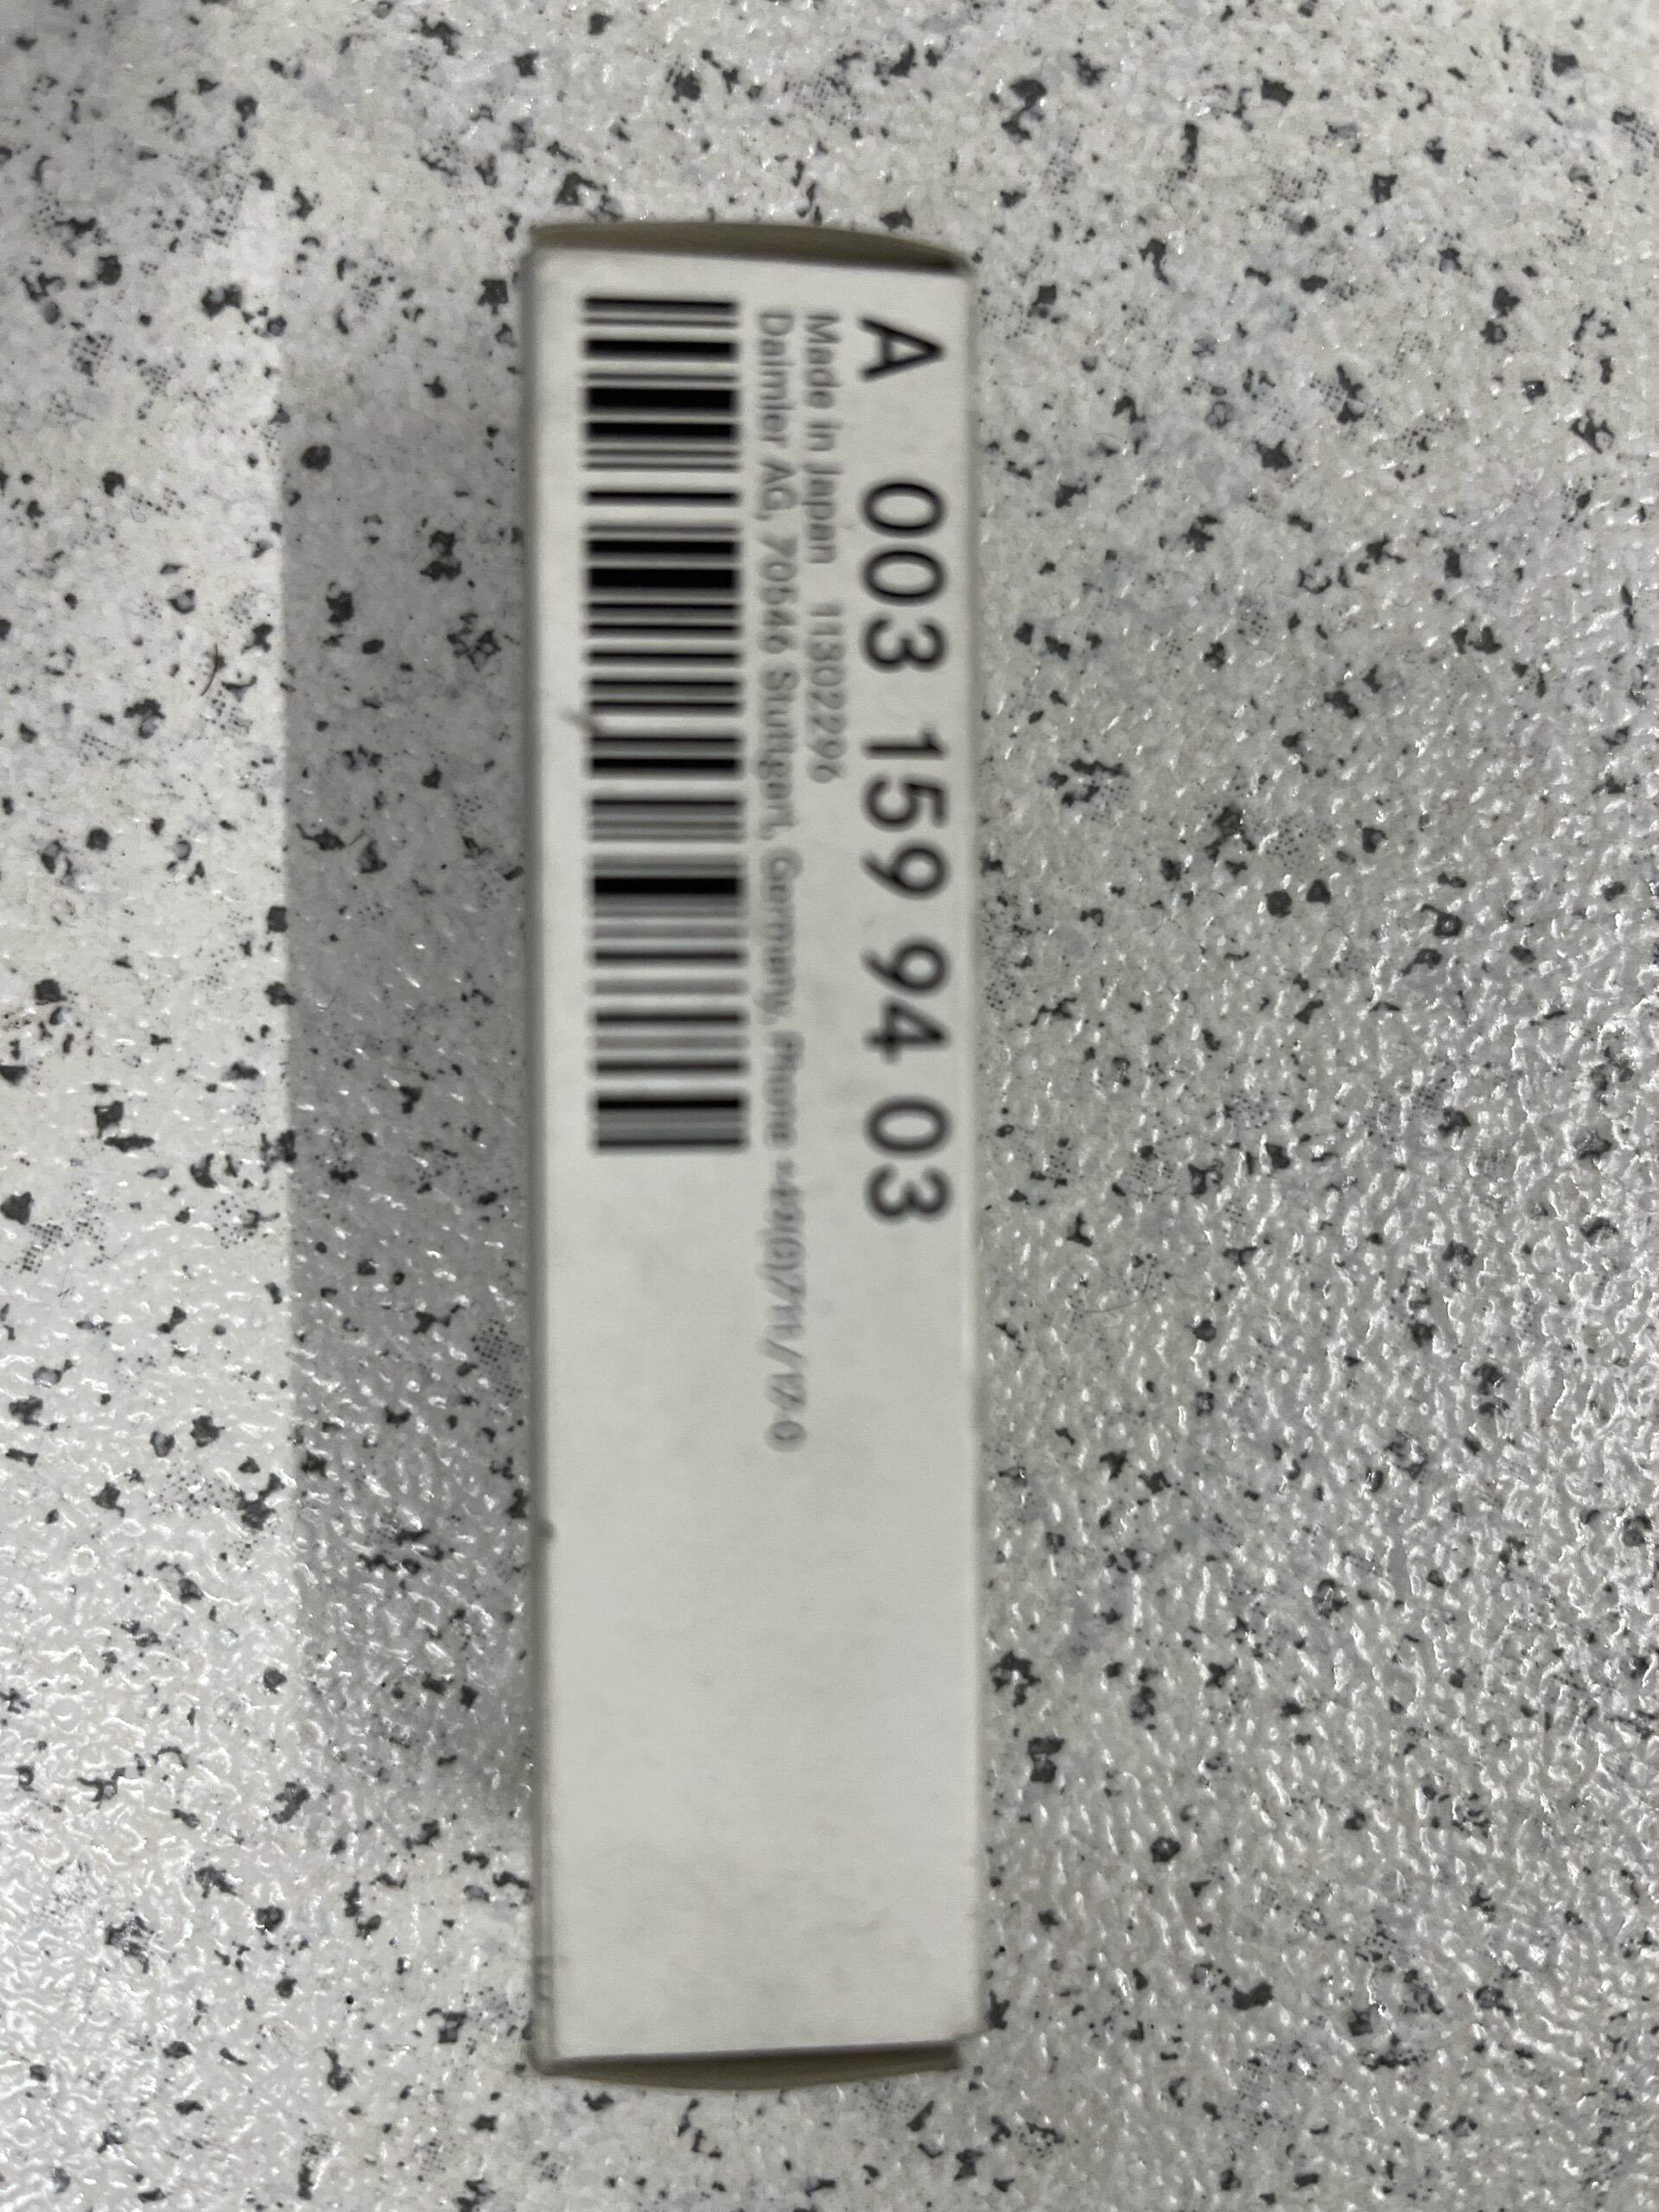 A 003 159 94 03
Made in Japan 11302296
Daimler AG, 70546 Stuttgart, Germany, Phone +49(0)711/17-0